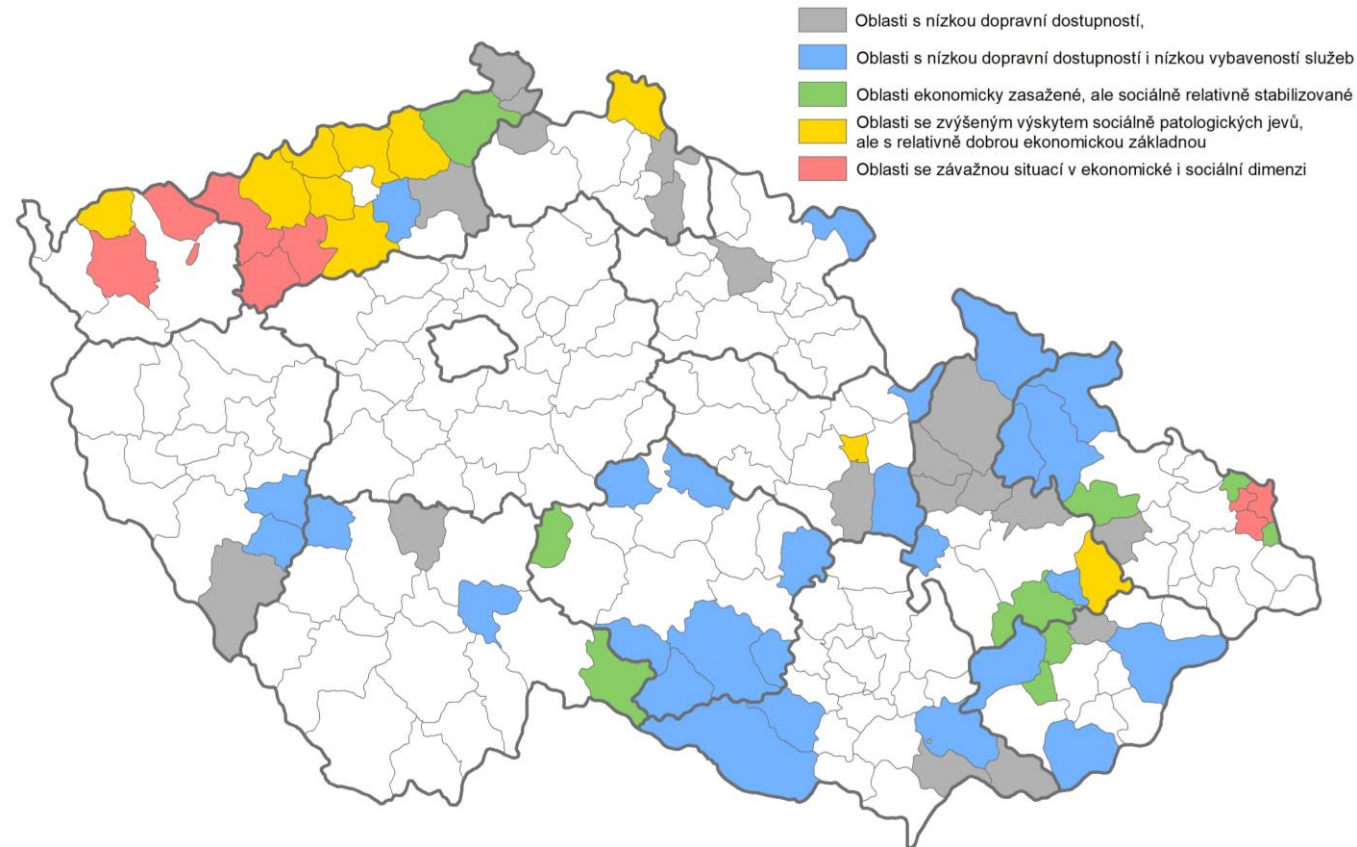 Oblasti s nízkou dopravní dostupností,
Oblasti s nízkou dopravní dostupností i nízkou vybaveností služeb
Oblasti ekonomicky zasažené, ale sociálně relativně stabilizované
Oblasti se zvýšeným výskytem sociálně patologických jevů,
ale s relativně dobrou ekonomickou základnou
Oblasti se závažnou situací v ekonomické i sociální dimenzi